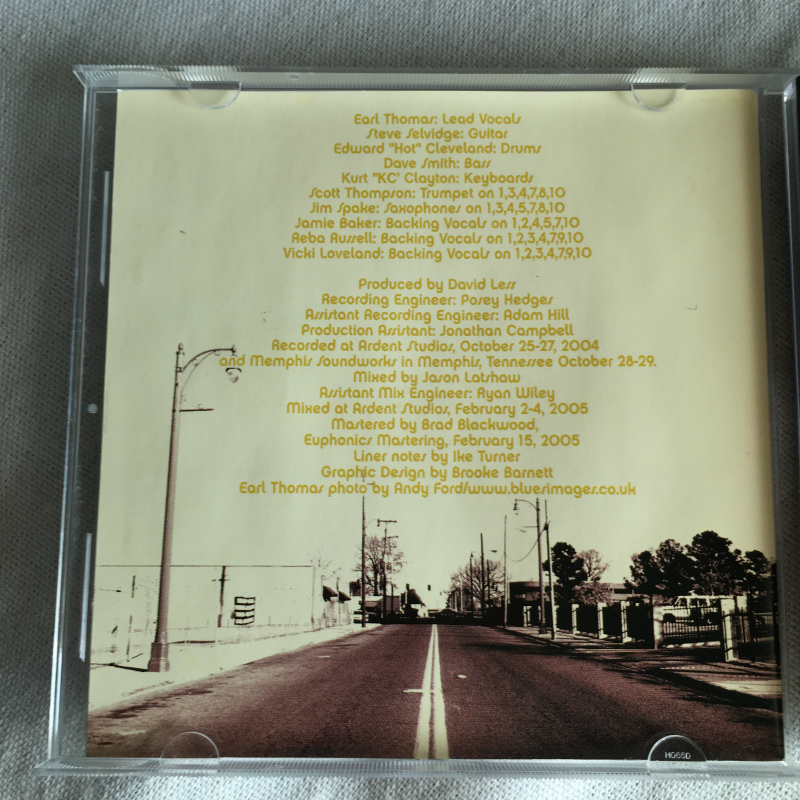 Earl Thomas: Lead Vocals
Steve Selvidge: Guitar
Edward "Hot" Cleveland: Drums
Dave Smith: Bass
Kurt "KC' Clayton: Keyboards
Scott Thompson: Trumpet on 1,3,4,7,8,10
Jim Spake: Saxophones on 1,3,4,5,7,8,10
Jamie Baker: Backing Vocals on 1,2,4,5,7,10
Reba Russell: Backing Vocals on 1,2,3,4,7,9,10
Vicki Loveland: Backing Vocals on 1,2,3,4,7,9,10
Produced by David Less
Recording Engineer: Posey Hedges
Assistant Recording Engineer: Adam Hill
Production Assistant: Jonathan Campbell
Recorded at Ardent Studios, October 25-27, 2004
and Memphis Soundworks in Memphis, Tennessee October 28-29.
Mixed by Jason Latshaw
Assistant Mix Engineer: Ryan Wiley
Mixed at Ardent Studios, February 2-4, 2005
Mastered by Brad Blackwood,
Euphonics Mastering, February 15, 2005
Liner notes by Ike Turner
Graphic Design by Brooke Barnett
Earl Thomas photo by Andy Ford/www.bluesimages.co.uk
MG65D